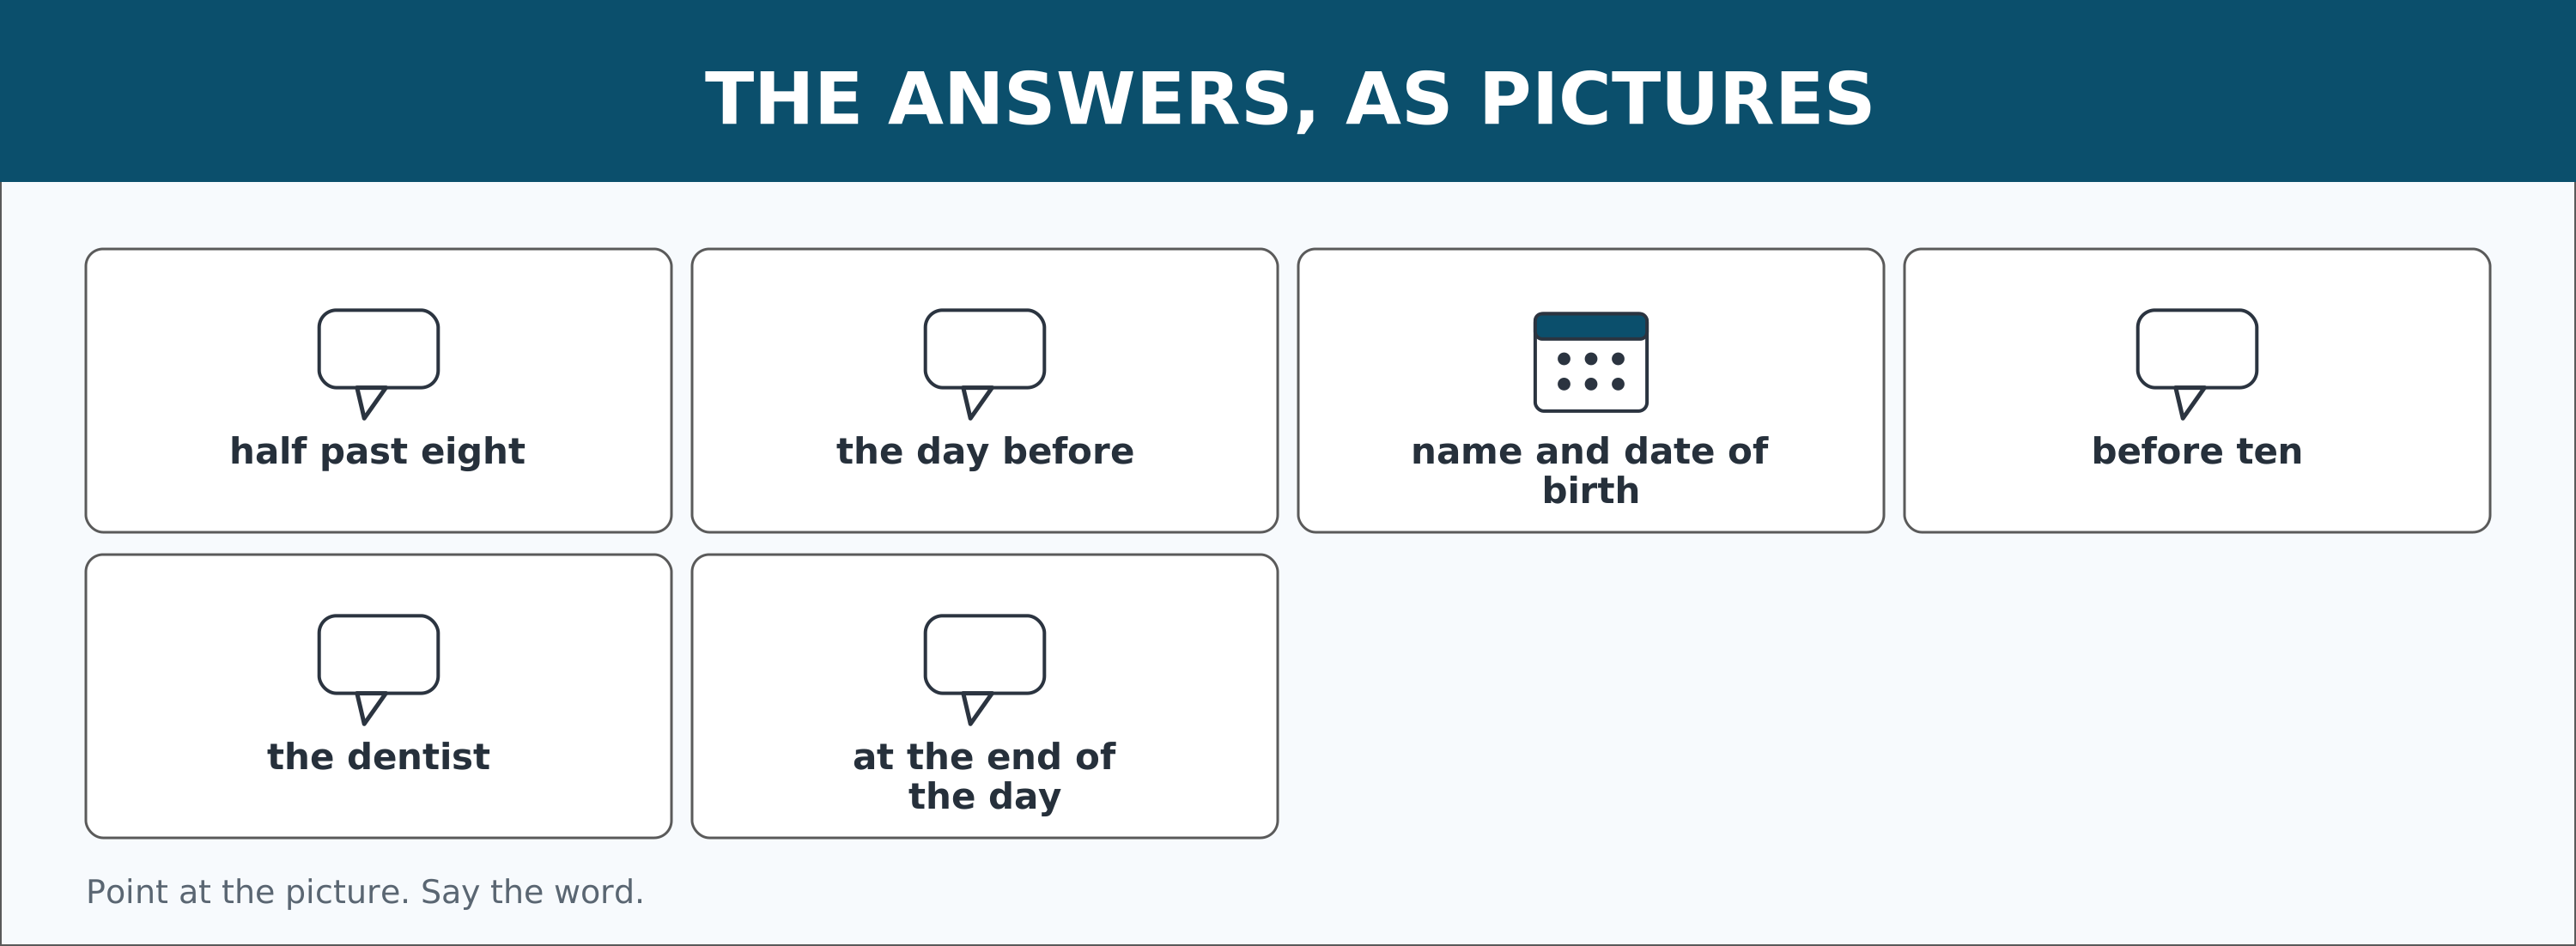 THE ANSWERS, AS PICTURES
half past eight
the day before
name and date of
birth
before ten
the dentist
at the end of
the day
Point at the picture. Say the word.